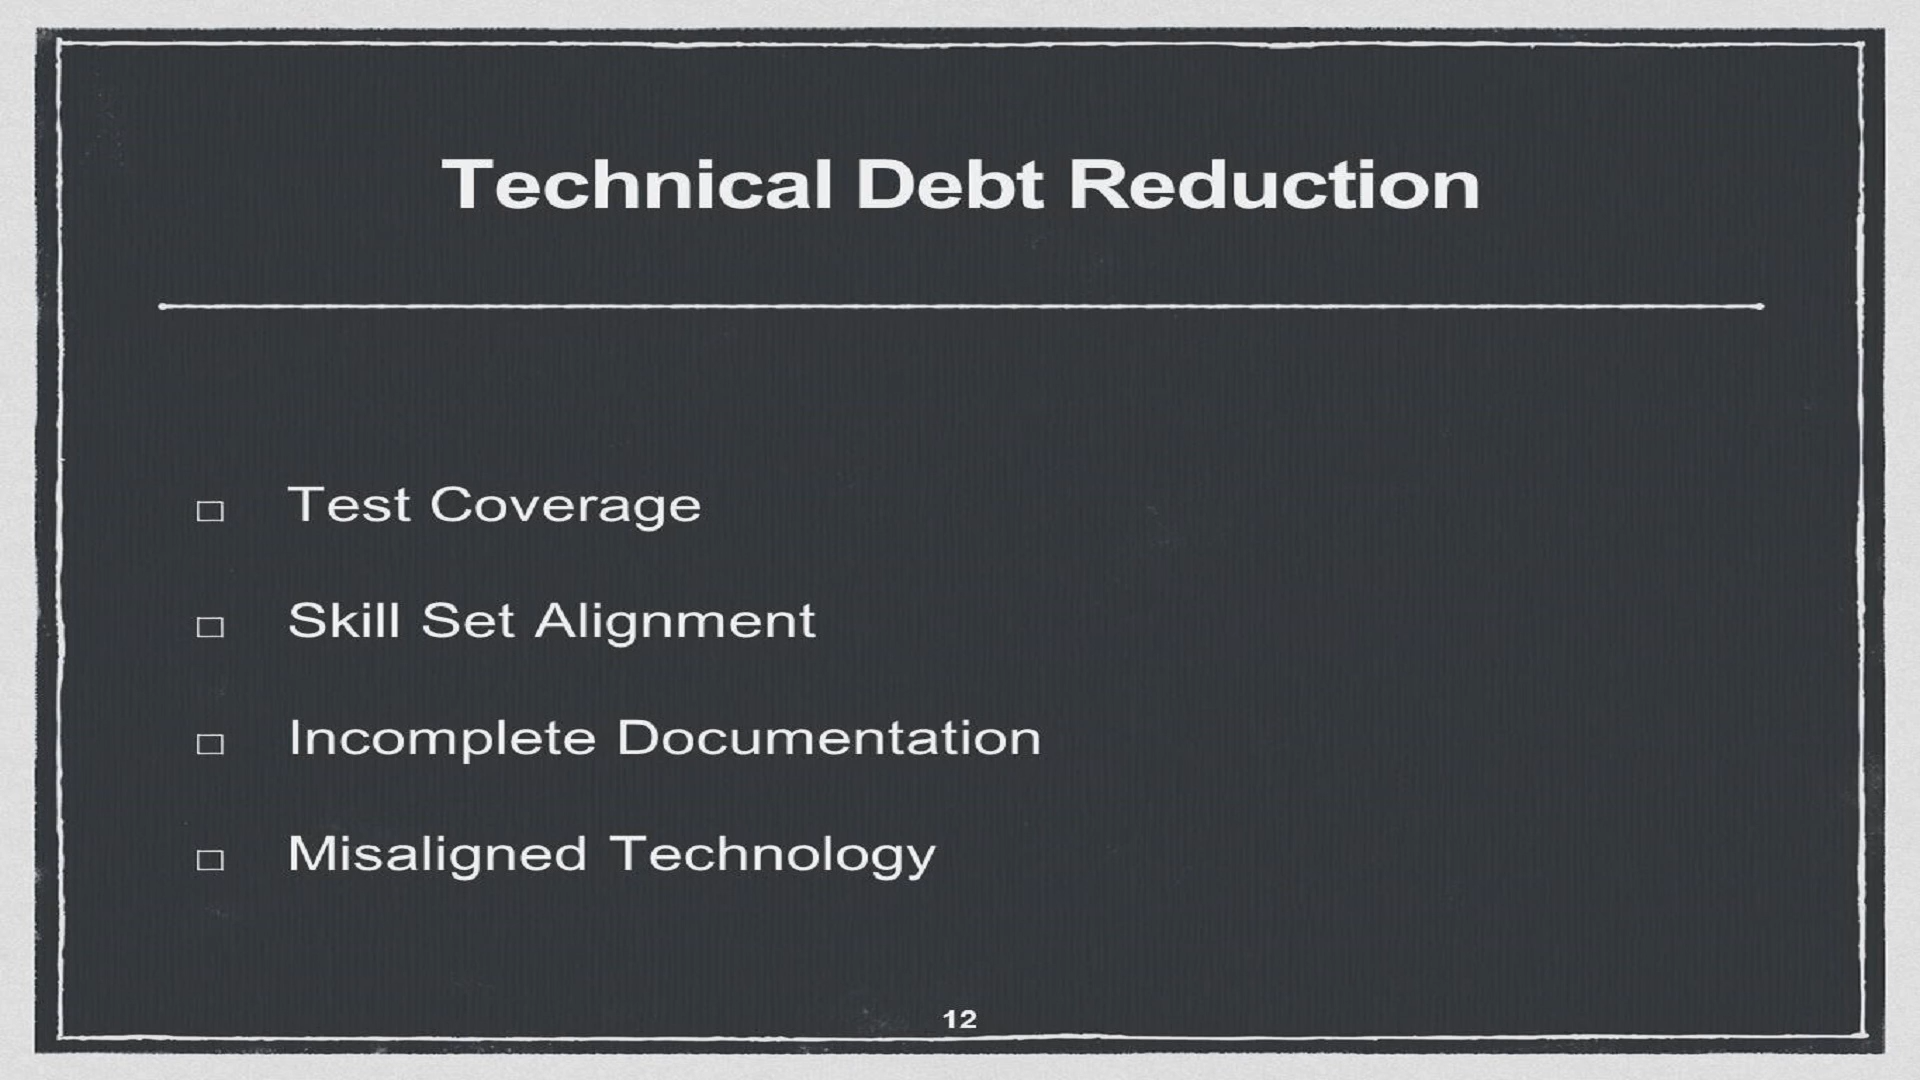 Technical Debt Reduction
Test Coverage
Skill Set Alignment
Incomplete Documentation
Misaligned Technology
12